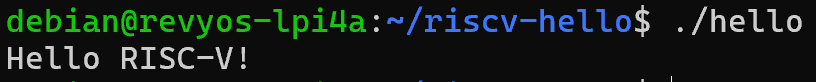 debian@revyos-lpi4a:~/riscv-hello$ ./hello
Hello RISC-V!